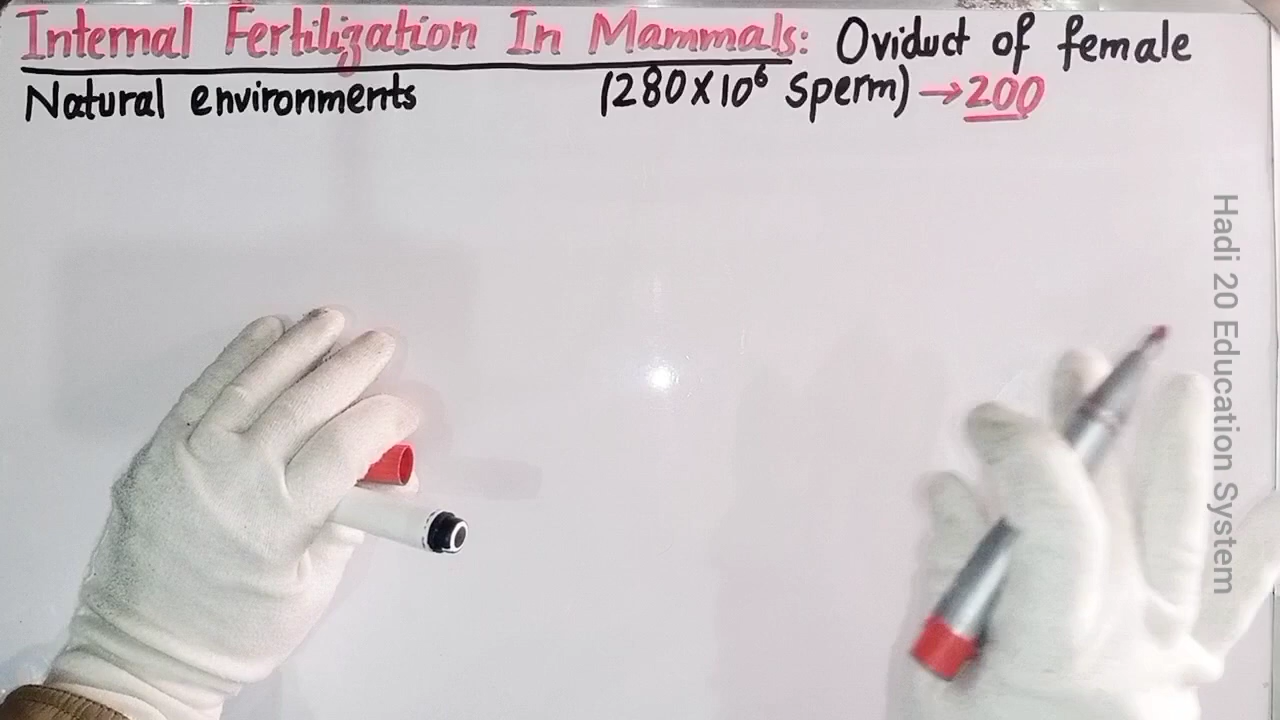 Internal Fertilization In Mammals: Oviduct of female
Natural environments (280X10⁶ sperm) →200
Hadi 20 Education System